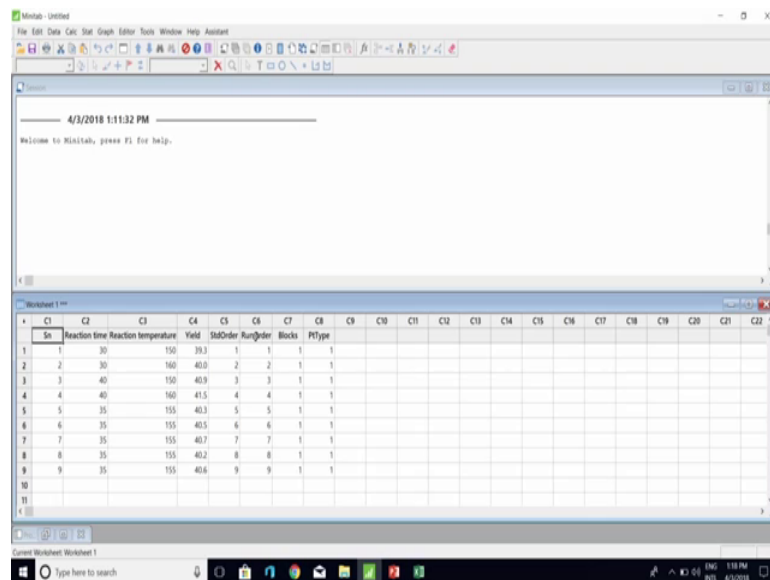 Minitab - Untitled
File Edit Data Calc Stat Graph Editor Tools Window Help Assistant
Session
4/3/2018 1:11:32 PM
Welcome to Minitab, press F1 for help.
Worksheet 1 ***
C1 C2 C3 C4 C5 C6 C7 C8 C9 C10 C11 C12 C13 C14 C15 C16 C17 C18 C19 C20 C21 C22
Sn Reaction time Reaction temperature Yield StdOrder RunOrder Blocks PtType
1 1 30 150 39.3 1 1 1 1
2 2 30 160 40.0 2 2 1 1
3 3 40 150 40.9 3 3 1 1
4 4 40 160 41.5 4 4 1 1
5 5 35 155 40.3 5 5 1 1
6 6 35 155 40.5 6 6 1 1
7 7 35 155 40.7 7 7 1 1
8 8 35 155 40.2 8 8 1 1
9 9 35 155 40.6 9 9 1 1
10
11
Current Worksheet: Worksheet 1
Type here to search
ENG 1:18 PM
INTL 4/3/2018